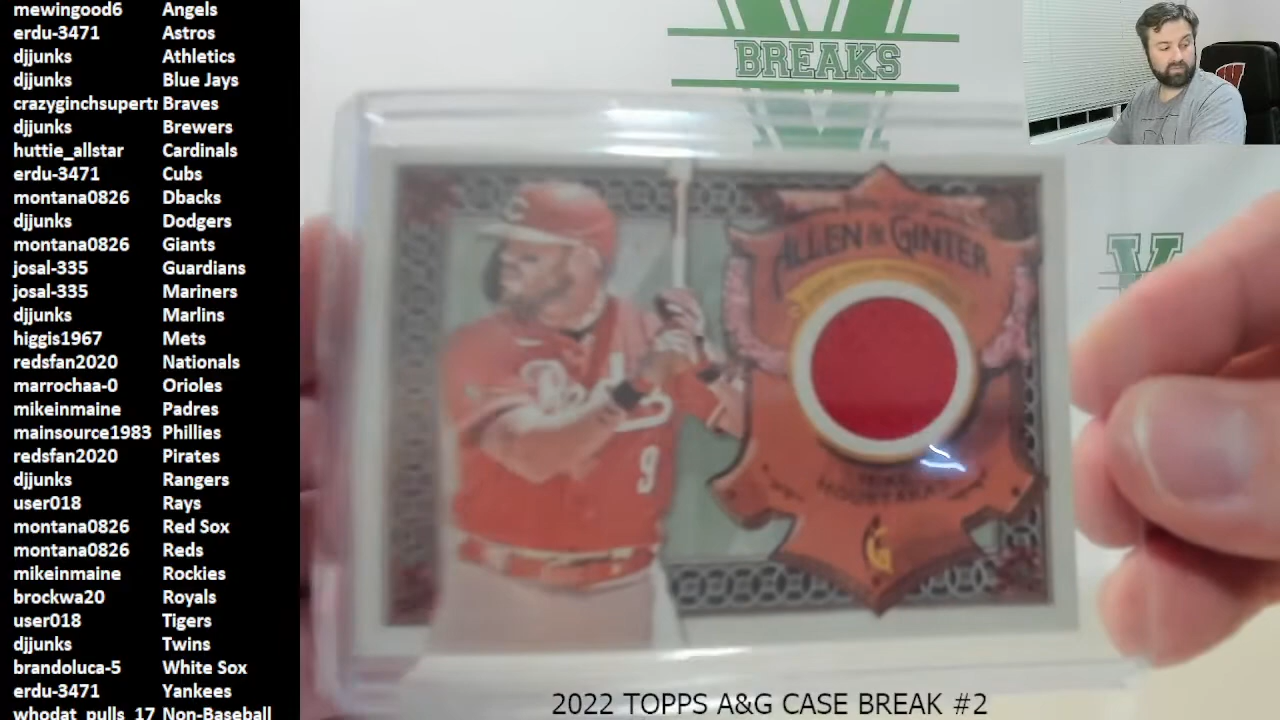 mewingood6 Angels
erdu-3471 Astros
djjunks Athletics
djjunks Blue Jays
crazyginchsupertr Braves
djjunks Brewers
huttie_allstar Cardinals
erdu-3471 Cubs
montana0826 Dbacks
djjunks Dodgers
montana0826 Giants
josal-335 Guardians
josal-335 Mariners
djjunks Marlins
higgis1967 Mets
redsfan2020 Nationals
marrochaa-0 Orioles
mikeinmaine Padres
mainsource1983 Phillies
redsfan2020 Pirates
djjunks Rangers
user018 Rays
montana0826 Red Sox
montana0826 Reds
mikeinmaine Rockies
brockwa20 Royals
user018 Tigers
djjunks Twins
brandoluca-5 White Sox
erdu-3471 Yankees
whodat_pulls_17 Non-Baseball
V
BREAKS
ALLEN & GINTER
Reds
9
MOUSTAKAS
G
V
W
2022 TOPPS A&G CASE BREAK #2